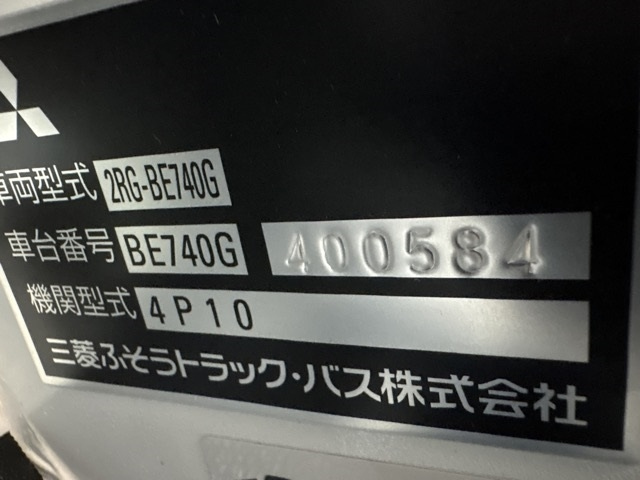 車両型式 2RG-BE740G
車台番号 BE740G 400584
機関型式 4P10
三菱ふそうトラック・バス株式会社